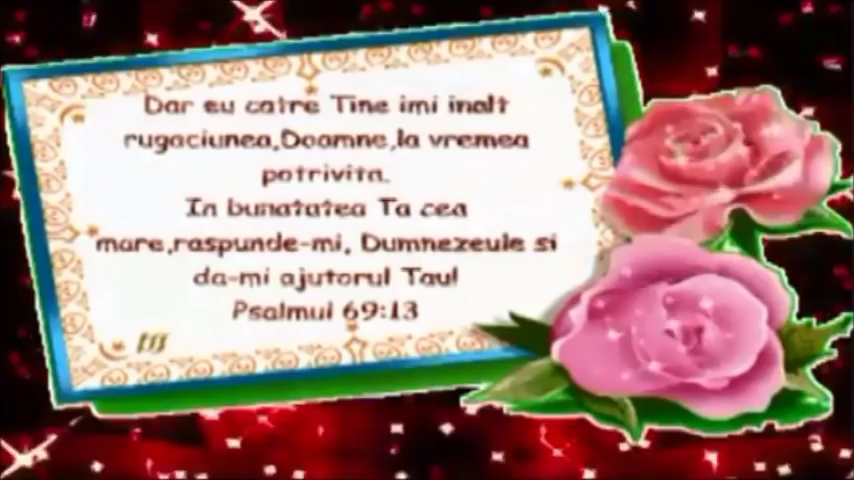 Dar eu catre Tine imi inalt
rugaciunea,Doamne,la vremea
potrivita.
In bunatatea Ta cea
mare,raspunde-mi, Dumnezeule si
da-mi ajutorul Tau!
Psalmul 69:13